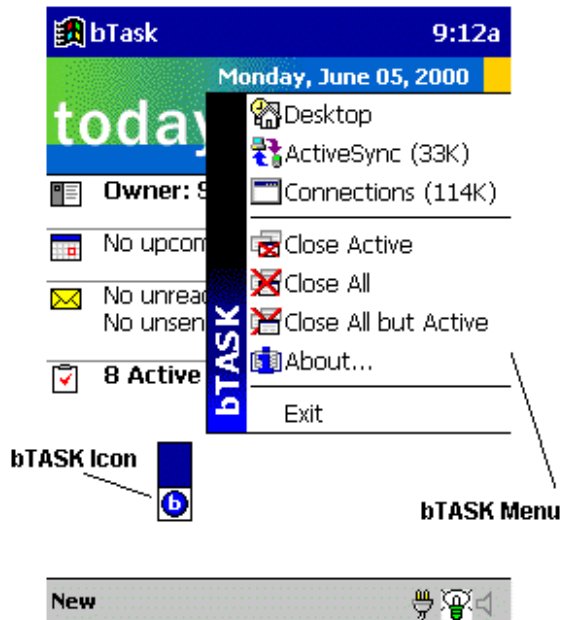 bTask 9:12a
Monday, June 05, 2000
today
Desktop
ActiveSync (33K)
Connections (114K)
Close Active
Close All
Close All but Active
About...
Exit
bTASK
Owner: S
No upcom
No unread
No unsen
8 Active
bTASK Icon
b
bTASK Menu
New